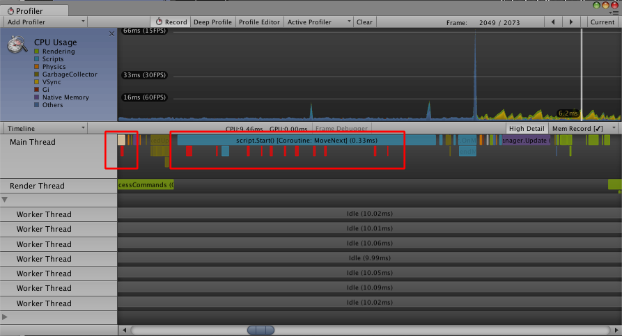 Profiler
Add Profiler
Record
Deep Profile
Profile Editor
Active Profiler
Clear
Frame:
2049 / 2073
Current
CPU Usage
Rendering
Scripts
Physics
GarbageCollector
VSync
Gi
Native Memory
Others
66ms (15FPS)
33ms (30FPS)
16ms (60FPS)
6.2ms
Timeline
CPU:9.46ms
GPU:0.00ms
Frame Debugger
High Detail
Mem Record [✓]
Main Thread
script.Start() [Coroutine: MoveNext] (0.33ms)
nager.Update
Render Thread
cessCommands (0
Worker Thread
Idle (10.02ms)
Worker Thread
Idle (10.01ms)
Worker Thread
Idle (10.06ms)
Worker Thread
Idle (9.99ms)
Worker Thread
Idle (10.05ms)
Worker Thread
Idle (10.09ms)
Worker Thread
Idle (10.02ms)